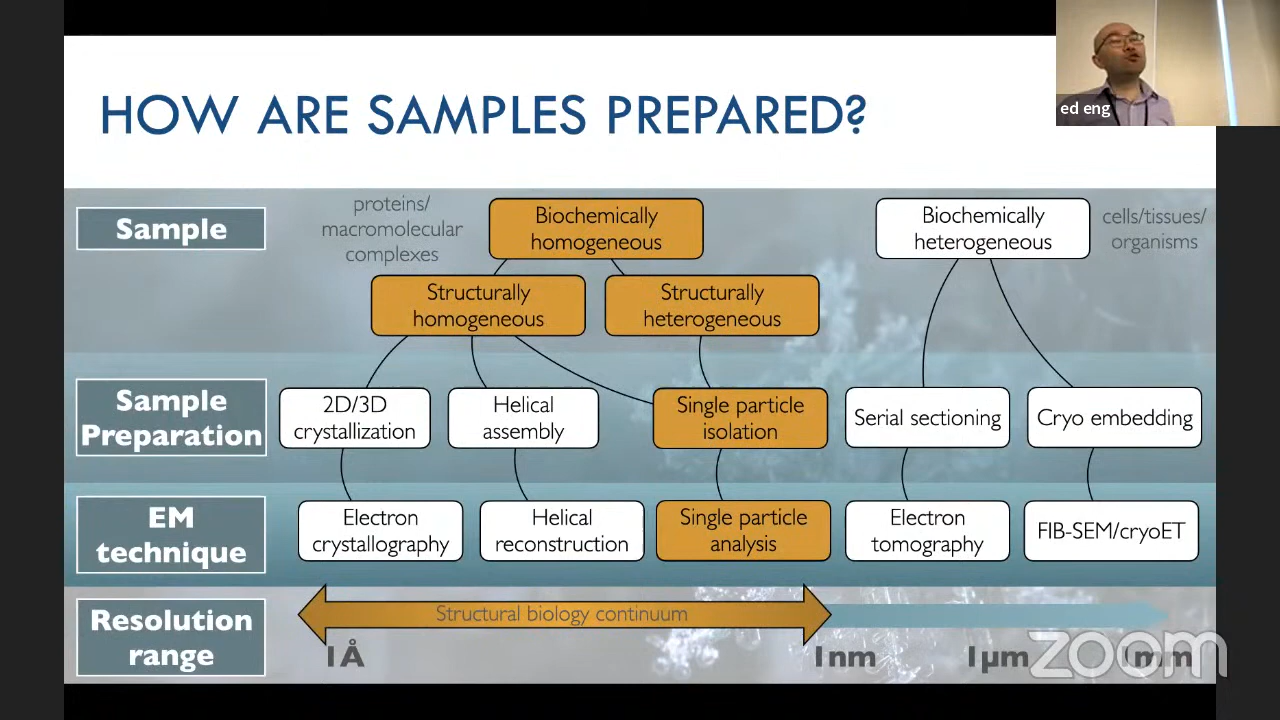 HOW ARE SAMPLES PREPARED?
ed eng
Sample
proteins/
macromolecular
complexes
Biochemically
homogeneous
Biochemically
heterogeneous
cells/tissues/
organisms
Structurally
homogeneous
Structurally
heterogeneous
Sample
Preparation
2D/3D
crystallization
Helical
assembly
Single particle
isolation
Serial sectioning
Cryo embedding
EM
technique
Electron
crystallography
Helical
reconstruction
Single particle
analysis
Electron
tomography
FIB-SEM/cryoET
Resolution
range
Structural biology continuum
1Å
1nm
1µm
1mm
zoom